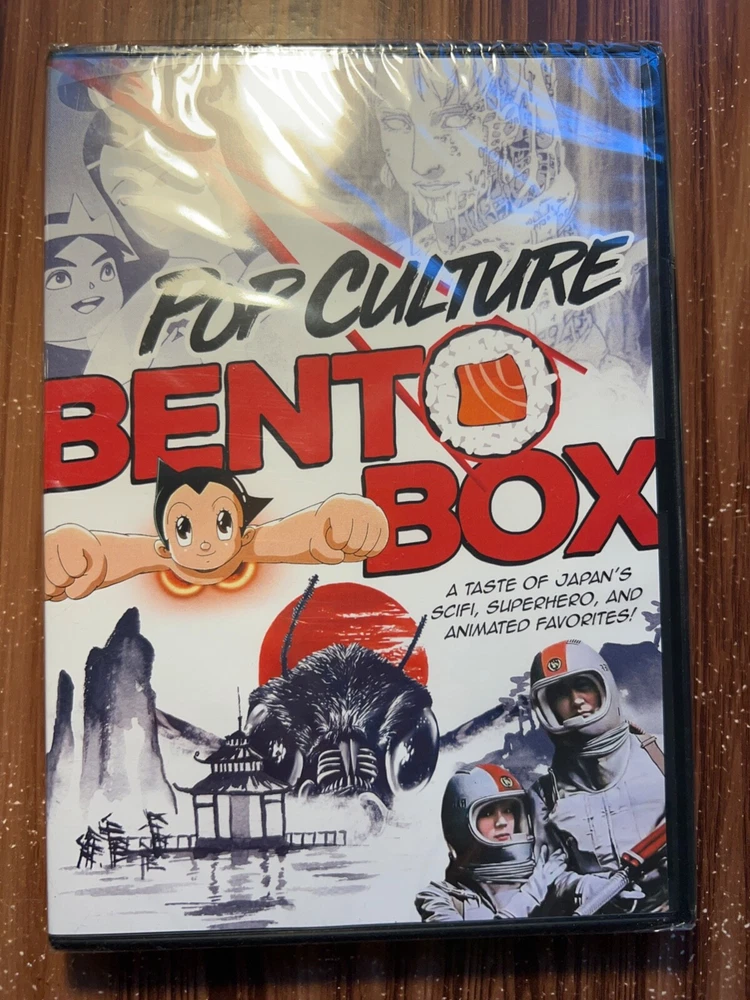 POP CULTURE
BENTO
BOX
A TASTE OF JAPAN'S
SCIFI, SUPERHERO, AND
ANIMATED FAVORITES!